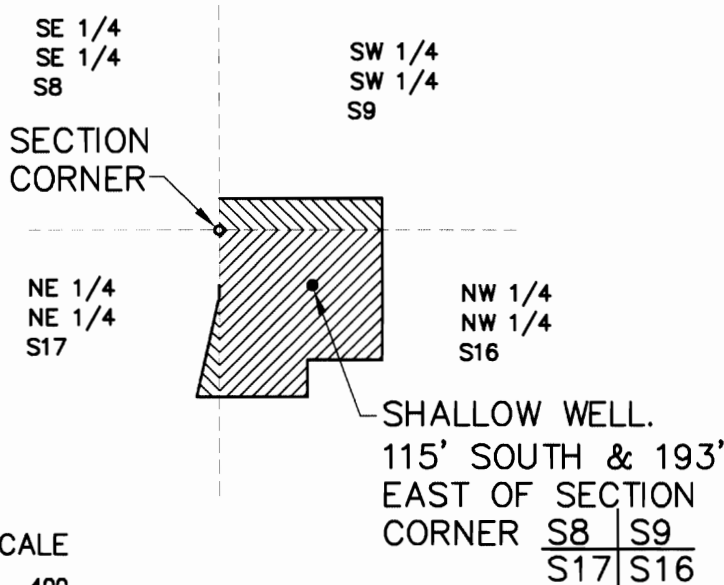 SE 1/4
SE 1/4
S8
SW 1/4
SW 1/4
S9
SECTION
CORNER
NE 1/4
NE 1/4
S17
NW 1/4
NW 1/4
S16
SHALLOW WELL.
115' SOUTH & 193'
EAST OF SECTION
CORNER
S8 S9
S17 S16
CALE